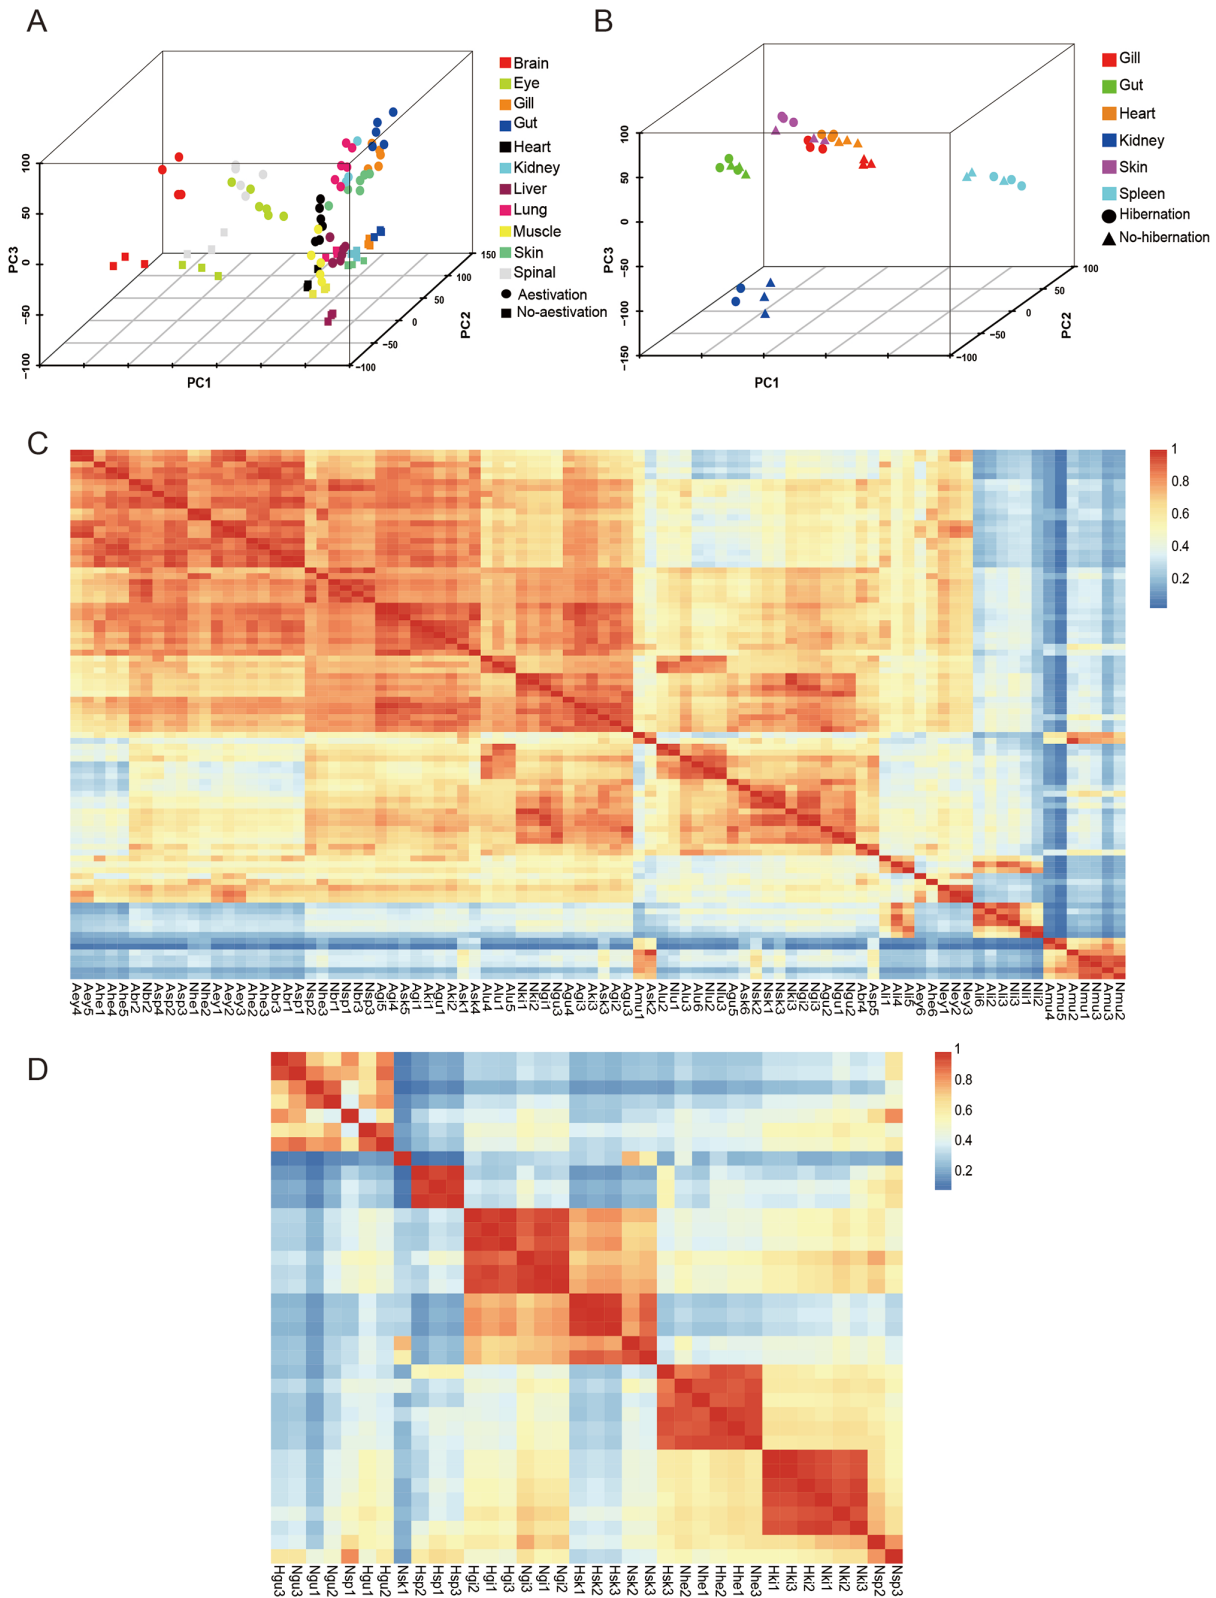 A
100
50
0
−50
−100
PC3
PC1
150
100
50
0
−50
−100
PC2
Brain
Eye
Gill
Gut
Heart
Kidney
Liver
Lung
Muscle
Skin
Spinal
Aestivation
No-aestivation
B
100
50
0
−50
−100
−150
PC3
PC1
100
50
0
−50
−100
PC2
Gill
Gut
Heart
Kidney
Skin
Spleen
Hibernation
No-hibernation
C
1
0.8
0.6
0.4
0.2
Aey4
Aey5
Ahe1
Ahe4
Ahe5
Abr2
Nbr2
Asp4
Asp2
Asp3
Nhe1
Nhe2
Aey1
Aey2
Aey3
Ahe2
Ahe3
Abr3
Abr1
Asp1
Nsp2
Nhe3
Nbr1
Nsp1
Nbr3
Nsp3
Agi5
Agi4
Ask5
Agi1
Aki1
Agu1
Aki2
Ask1
Ask4
Alu4
Alu1
Alu5
Nki1
Nki2
Ngi1
Ngu3
Agu4
Agi3
Aki3
Ask3
Agi2
Agu3
Amu1
Ask2
Alu2
Nlu1
Alu3
Alu6
Nlu2
Nlu3
Agu5
Ask6
Nsk2
Nsk1
Nsk3
Nki3
Ngi2
Ngi3
Agu2
Ngu1
Ngu2
Abr4
Asp5
Ali1
Ali4
Ali5
Aey6
Ahe6
Ney1
Ney2
Ney3
Ali6
Ali2
Ali3
Nli3
Nli1
Nli2
Amu4
Amu5
Amu2
Nmu1
Nmu3
Amu3
Nmu2
D
1
0.8
0.6
0.4
0.2
Hgu3
Ngu3
Ngu1
Ngu2
Nsp1
Hgu1
Hgu2
Nsk1
Hsp2
Hsp1
Hsp3
Hgi2
Hgi1
Hgi3
Ngi3
Ngi1
Ngi2
Hsk1
Hsk2
Hsk3
Nsk2
Nsk3
Hsk3
Nhe2
Nhe1
Hhe2
Hhe1
Nhe3
Hki1
Hki3
Hki2
Nki1
Nki2
Nki3
Nsp2
Nsp3